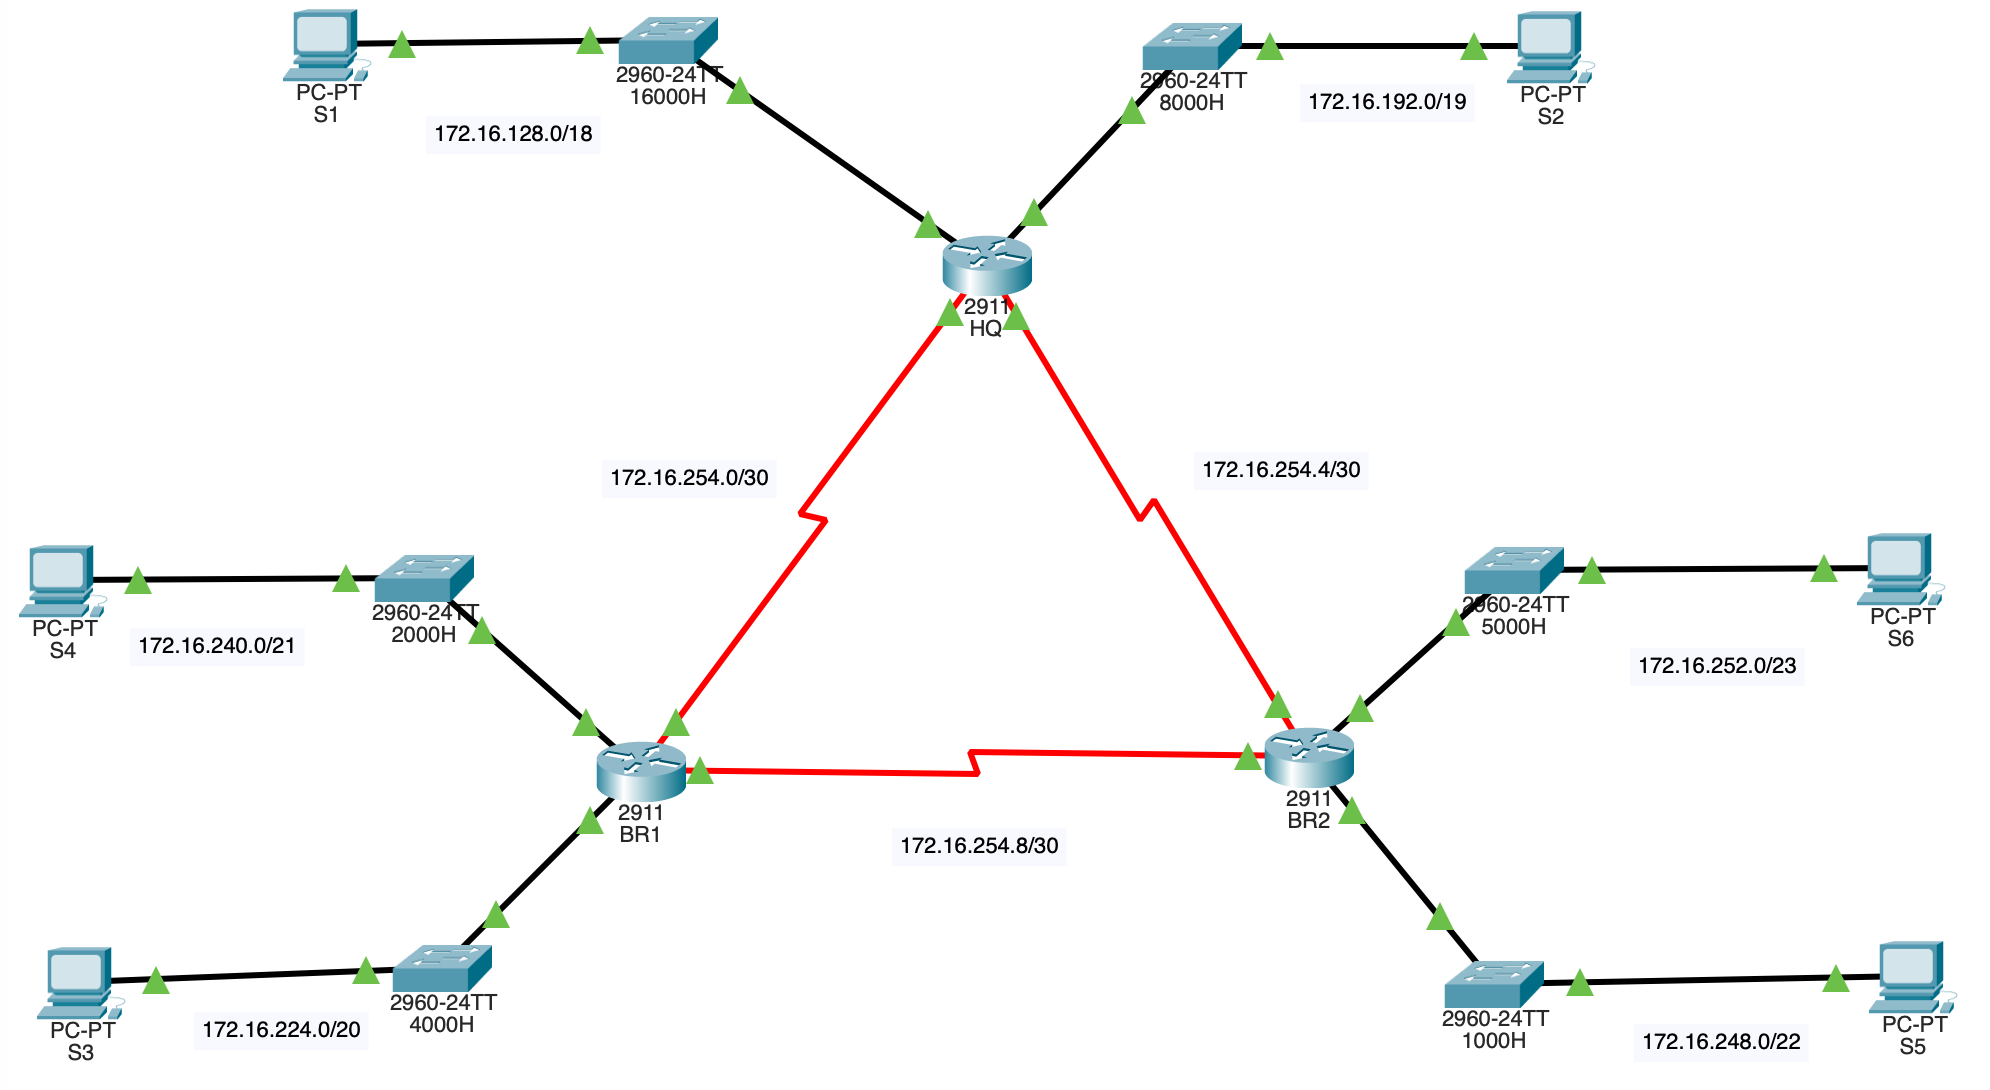 PC-PT
S1
2960-24TT
16000H
172.16.128.0/18
2960-24TT
8000H
172.16.192.0/19
PC-PT
S2
2911
HQ
172.16.254.0/30
172.16.254.4/30
PC-PT
S4
2960-24TT
2000H
172.16.240.0/21
2960-24TT
5000H
PC-PT
S6
172.16.252.0/23
2911
BR1
2911
BR2
172.16.254.8/30
PC-PT
S3
2960-24TT
4000H
172.16.224.0/20
2960-24TT
1000H
172.16.248.0/22
PC-PT
S5